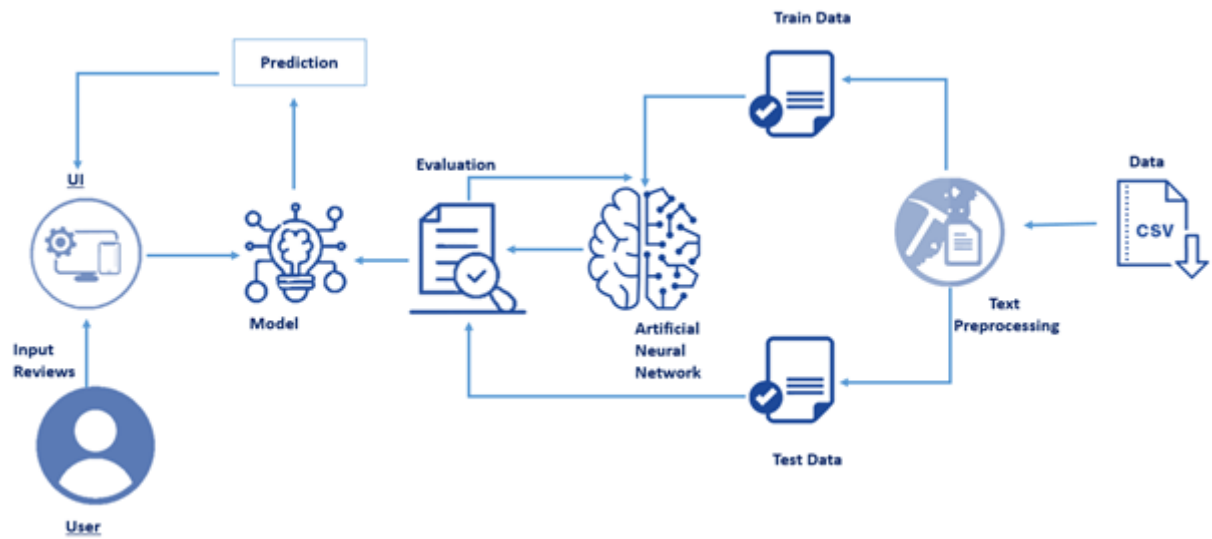 Train Data
Prediction
Evaluation
Data
UI
CSV
Model
Text
Preprocessing
Artificial
Neural
Network
Input
Reviews
Test Data
User